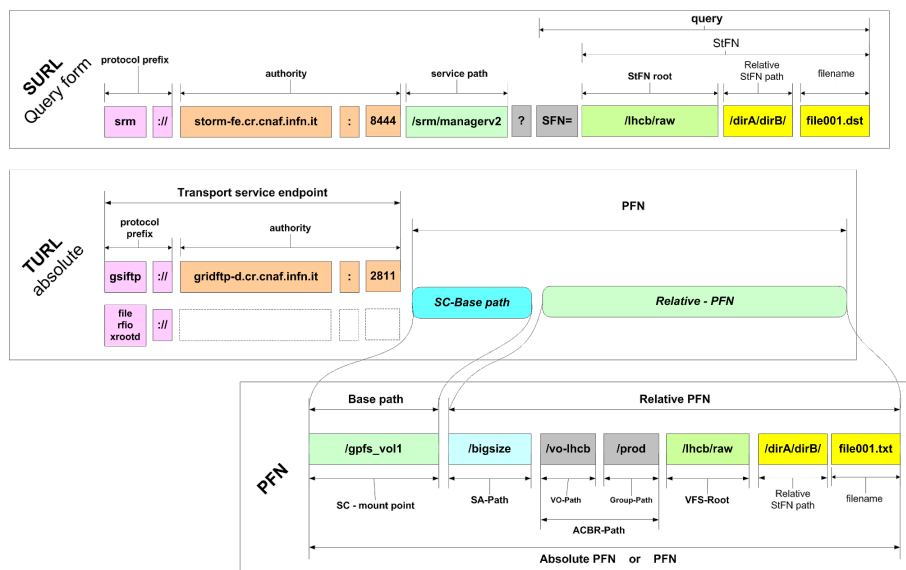 query
StFN
protocol prefix
authority
service path
StFN root
Relative
StFN path
filename
SURL
Query form
srm :// storm-fe.cr.cnaf.infn.it : 8444 /srm/managerv2 ? SFN= /lhcb/raw /dirA/dirB/ file001.dst
Transport service endpoint
PFN
protocol
prefix
authority
TURL
absolute
gsiftp :// gridftp-d.cr.cnaf.infn.it : 2811
SC-Base path
Relative - PFN
file
rfio
xrootd
://
Base path
Relative PFN
PFN
/gpfs_vol1 /bigsize /vo-lhcb /prod /lhcb/raw /dirA/dirB/ file001.txt
SC - mount point
SA-Path
VO-Path
Group-Path
VFS-Root
Relative
StFN path
filename
ACBR-Path
Absolute PFN or PFN